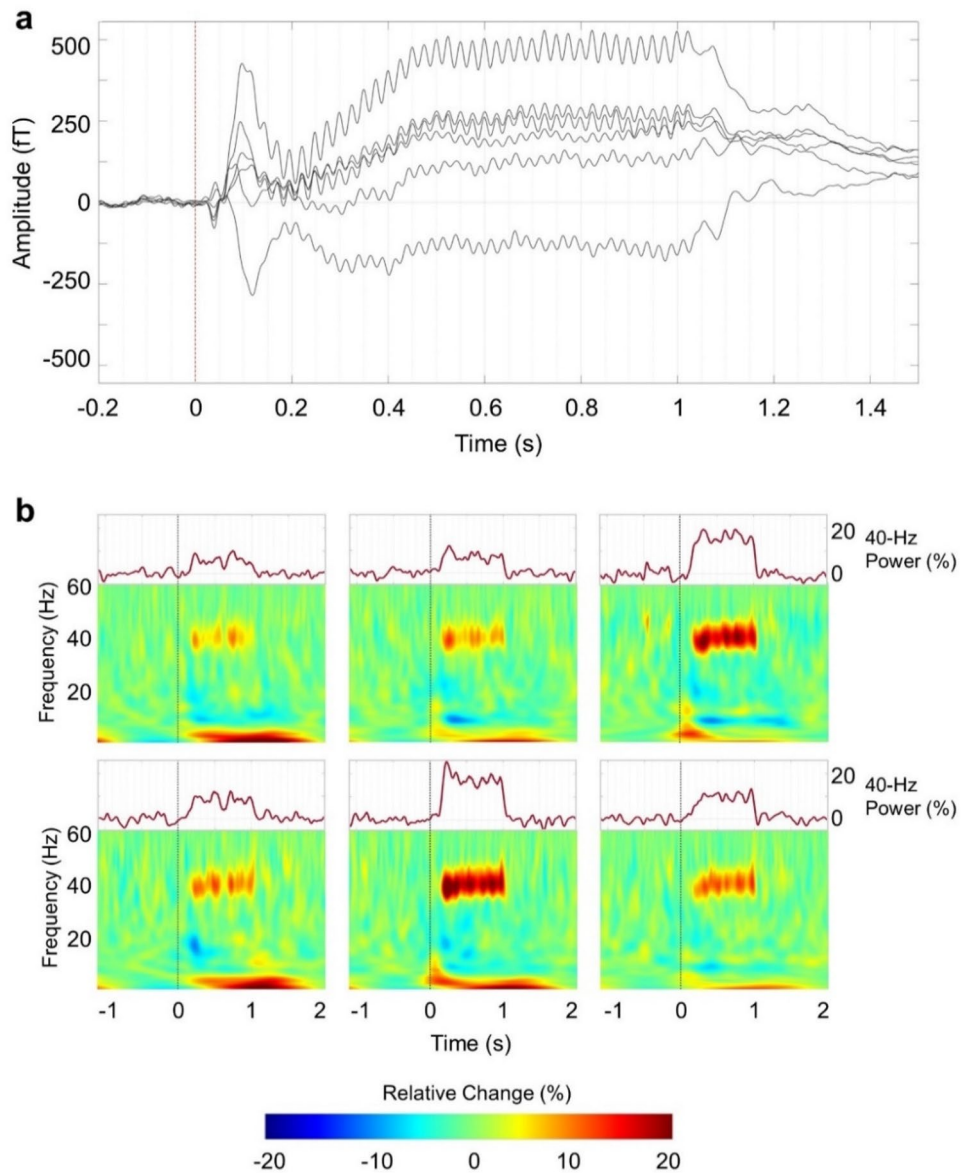 a
500
250
0
-250
-500
Amplitude (fT)
-0.2 0 0.2 0.4 0.6 0.8 1 1.2 1.4
Time (s)
b
20
0
40-Hz
Power (%)
60
40
20
Frequency (Hz)
20
0
40-Hz
Power (%)
60
40
20
Frequency (Hz)
-1 0 1 2 -1 0 1 2 -1 0 1 2
Time (s)
Relative Change (%)
-20 -10 0 10 20